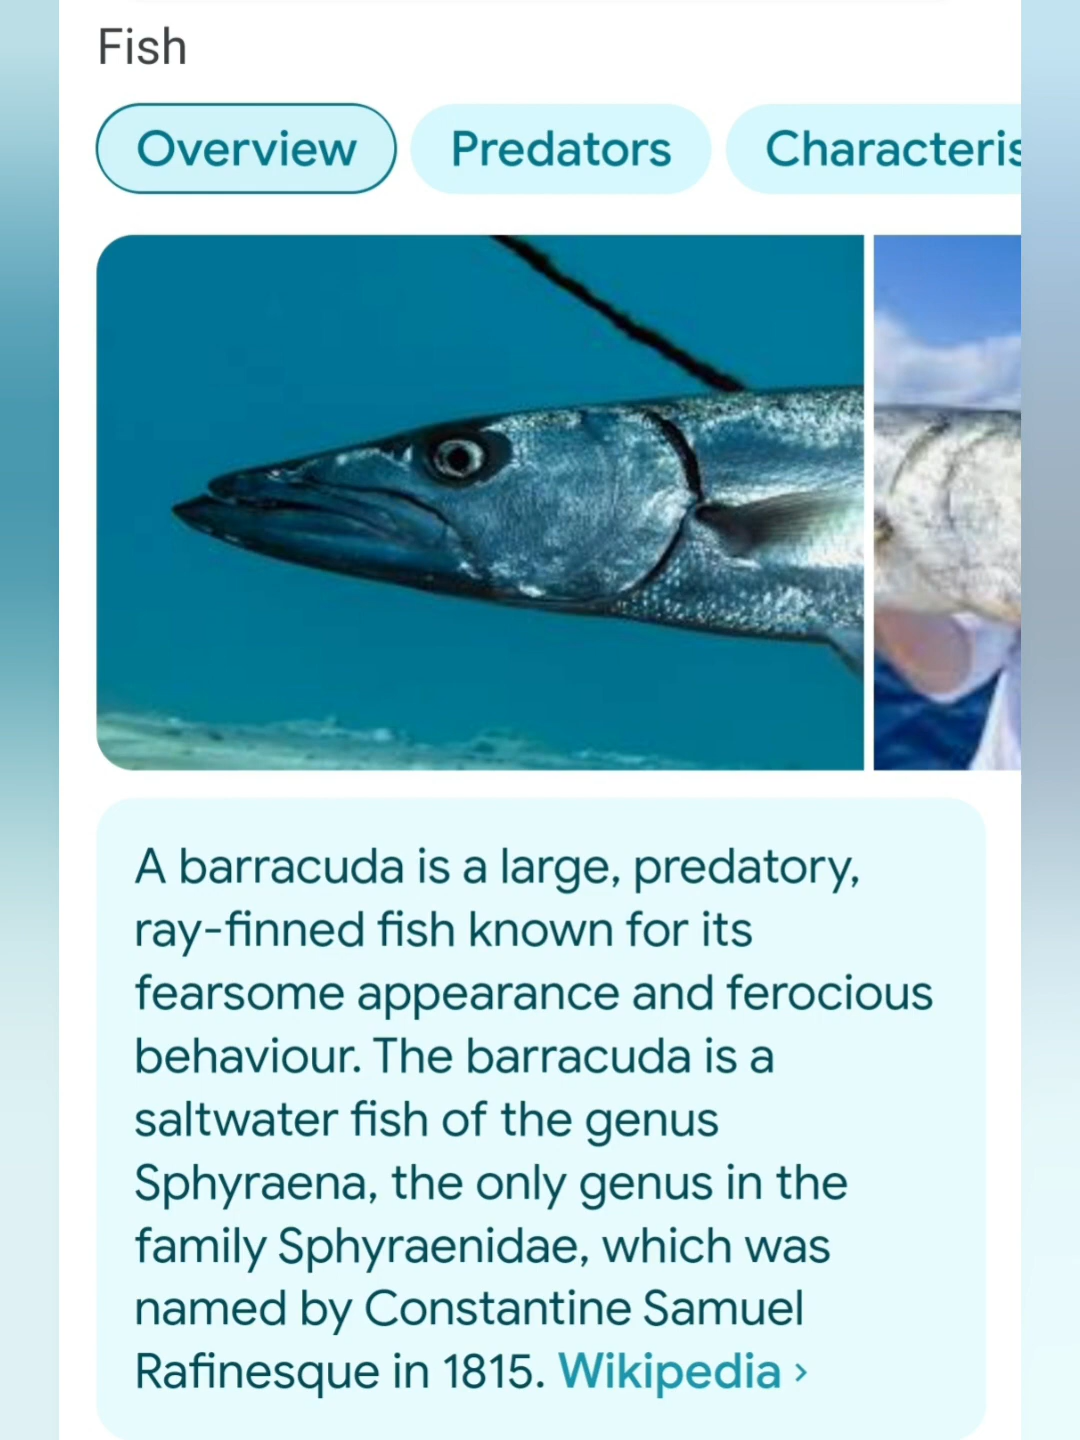 Fish
Overview
Predators
Characteris
A barracuda is a large, predatory,
ray-finned fish known for its
fearsome appearance and ferocious
behaviour. The barracuda is a
saltwater fish of the genus
Sphyraena, the only genus in the
family Sphyraenidae, which was
named by Constantine Samuel
Rafinesque in 1815. Wikipedia ›